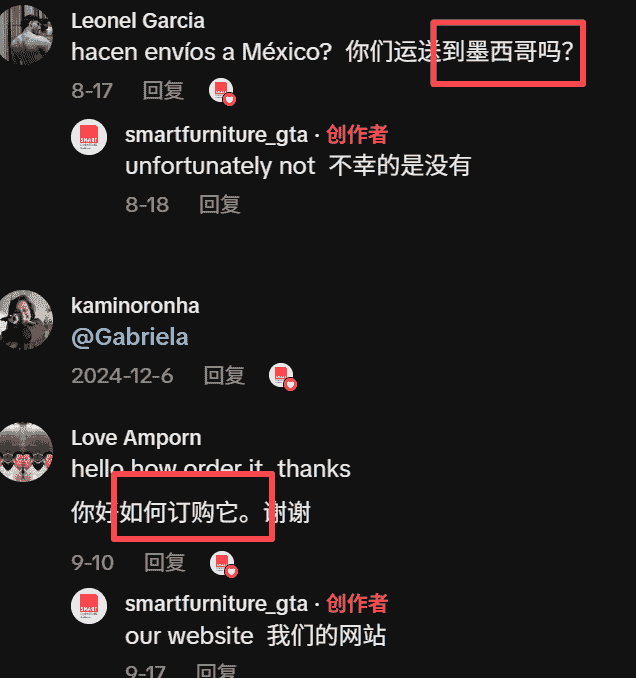 Leonel Garcia
hacen envíos a México? 你们运送到墨西哥吗?
8-17 回复
smartfurniture_gta · 创作者
unfortunately not 不幸的是没有
8-18 回复
kaminoronha
@Gabriela
2024-12-6 回复
Love Amporn
hello how order it thanks
你好如何订购它。谢谢
9-10 回复
smartfurniture_gta · 创作者
our website 我们的网站
9-17 回复